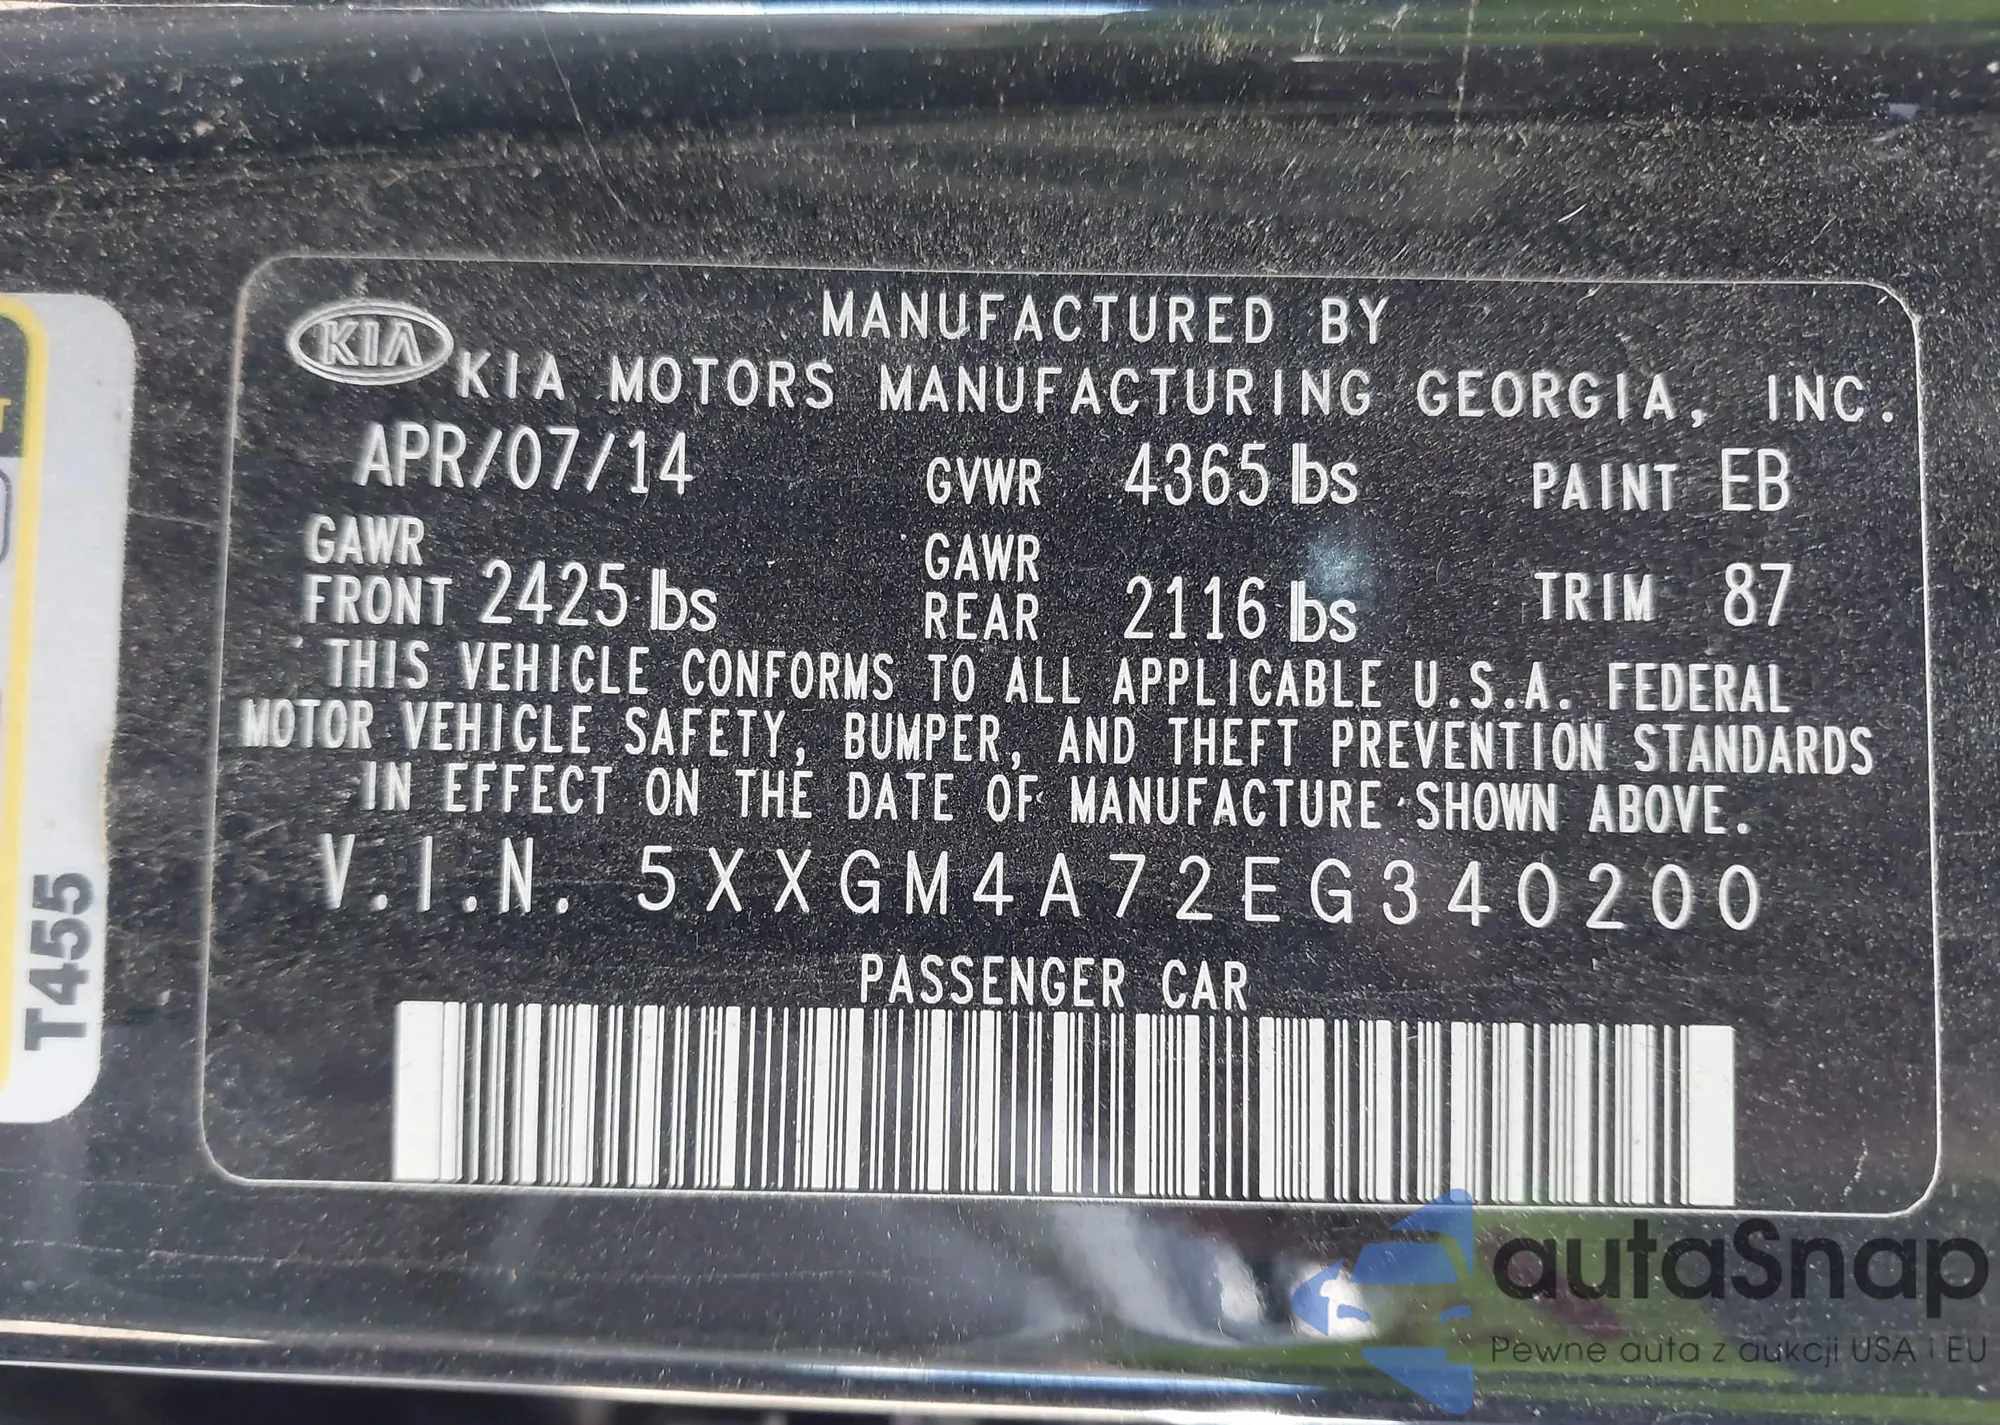 KIA
MANUFACTURED BY
KIA MOTORS MANUFACTURING GEORGIA, INC.
APR/07/14 GVWR 4365 lbs PAINT EB
GAWR FRONT 2425 lbs GAWR REAR 2116 lbs TRIM 87
THIS VEHICLE CONFORMS TO ALL APPLICABLE U.S.A. FEDERAL
MOTOR VEHICLE SAFETY, BUMPER, AND THEFT PREVENTION STANDARDS
IN EFFECT ON THE DATE OF MANUFACTURE SHOWN ABOVE.
V.I.N. 5XXGM4A72EG340200
PASSENGER CAR
T455
autaSnap
Pewne auta z aukcji USA i EU